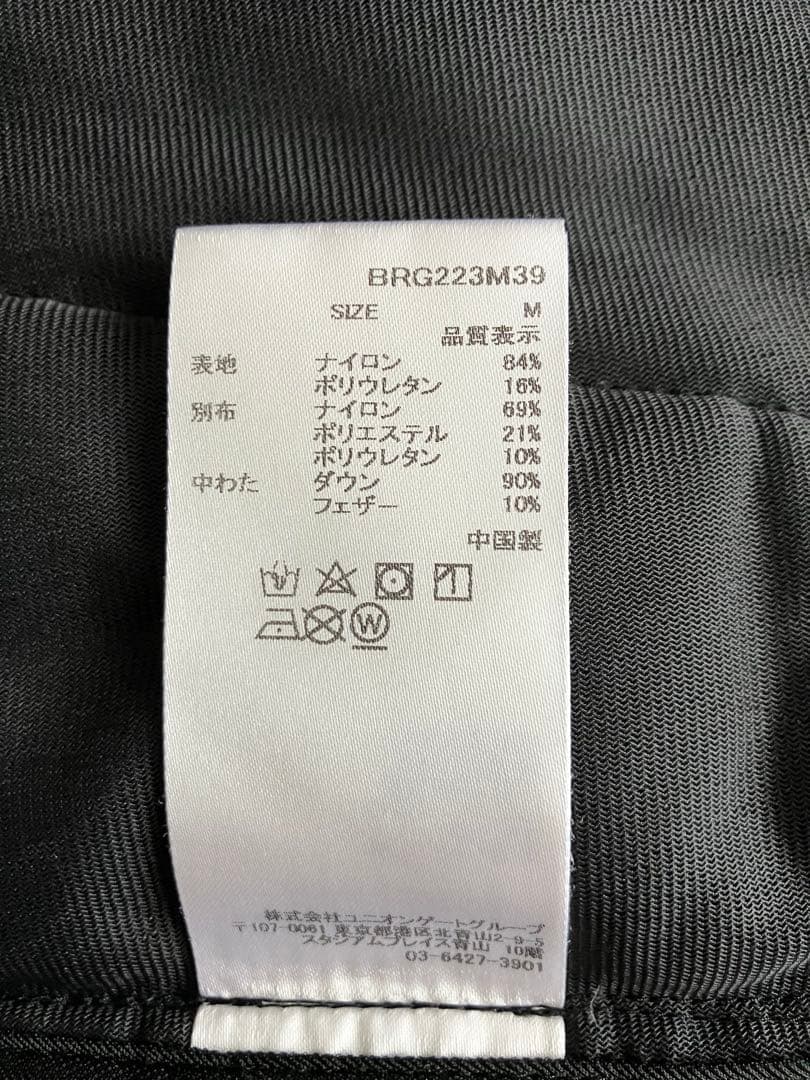 BRG223M39
SIZE M
品質表示
表地 ナイロン 84%
ポリウレタン 16%
別布 ナイロン 69%
ポリエステル 21%
ポリウレタン 10%
中わた ダウン 90%
フェザー 10%
中国製
W
株式会社ユニオンゲートグループ
〒107-0061 東京都港区北青山2-9-5
スタジアムプレイス青山 10階
03-6427-3901